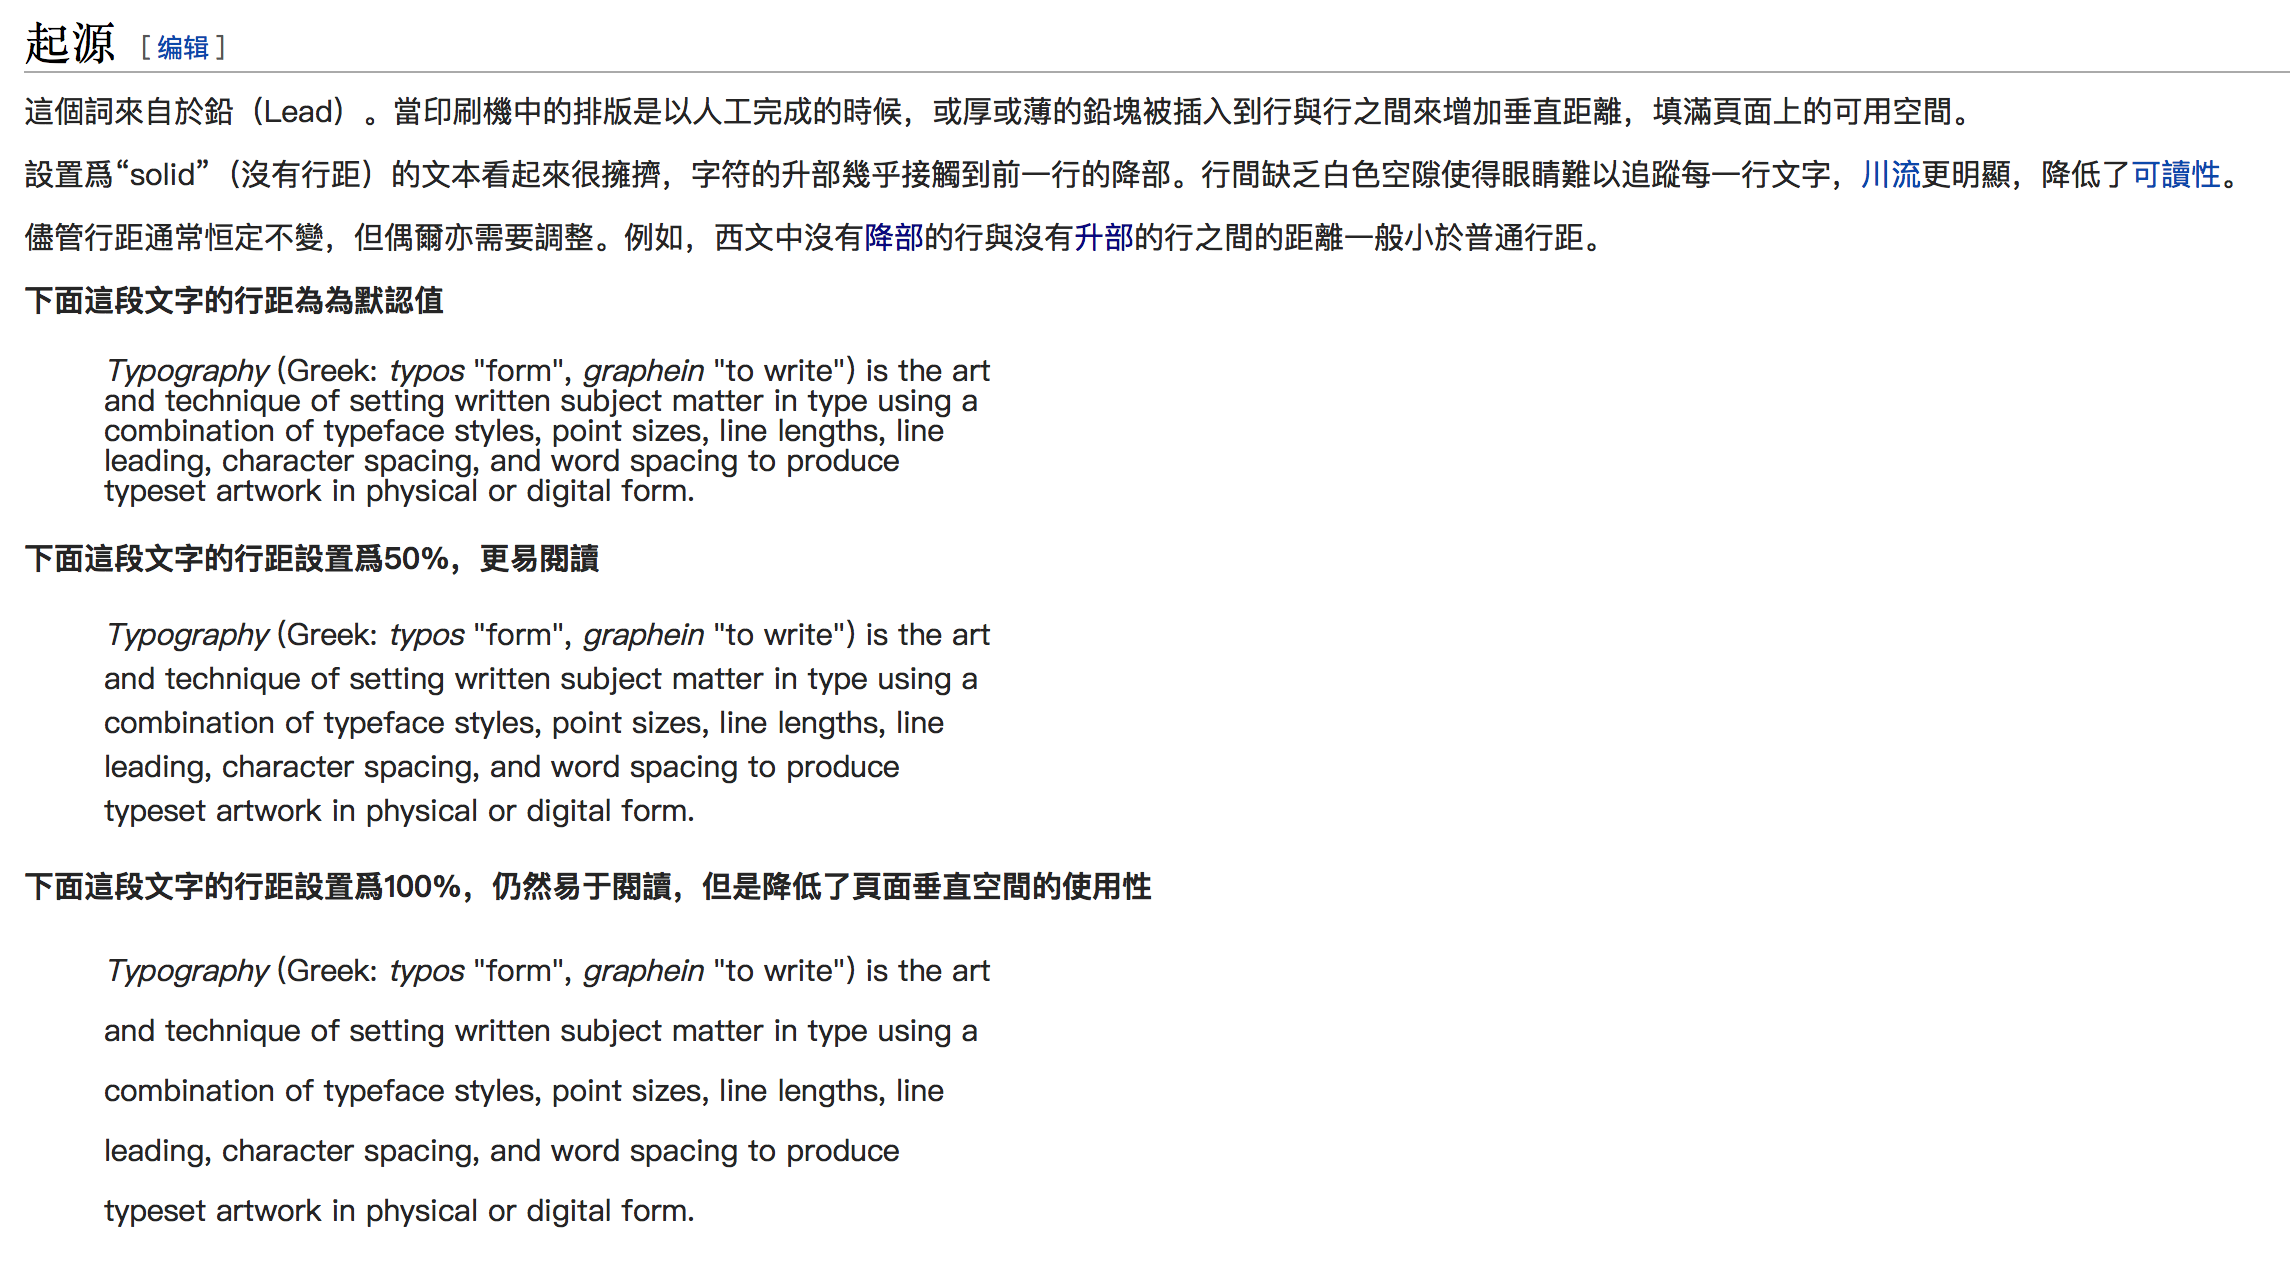 起源 [編辑]
這個詞來自於鉛（Lead）。當印刷機中的排版是以人工完成的時候，或厚或薄的鉛塊被插入到行與行之間來增加垂直距離，填滿頁面上的可用空間。
設置爲“solid”（沒有行距）的文本看起來很擁擠，字符的升部幾乎接觸到前一行的降部。行間缺乏白色空隙使得眼睛難以追蹤每一行文字，川流更明顯，降低了可讀性。
儘管行距通常恒定不變，但偶爾亦需要調整。例如，西文中沒有降部的行與沒有升部的行之間的距離一般小於普通行距。
下面這段文字的行距為為默認值
Typography (Greek: typos "form", graphein "to write") is the art
and technique of setting written subject matter in type using a
combination of typeface styles, point sizes, line lengths, line
leading, character spacing, and word spacing to produce
typeset artwork in physical or digital form.
下面這段文字的行距設置爲50%，更易閱讀
Typography (Greek: typos "form", graphein "to write") is the art
and technique of setting written subject matter in type using a
combination of typeface styles, point sizes, line lengths, line
leading, character spacing, and word spacing to produce
typeset artwork in physical or digital form.
下面這段文字的行距設置爲100%，仍然易于閱讀，但是降低了頁面垂直空間的使用性
Typography (Greek: typos "form", graphein "to write") is the art
and technique of setting written subject matter in type using a
combination of typeface styles, point sizes, line lengths, line
leading, character spacing, and word spacing to produce
typeset artwork in physical or digital form.